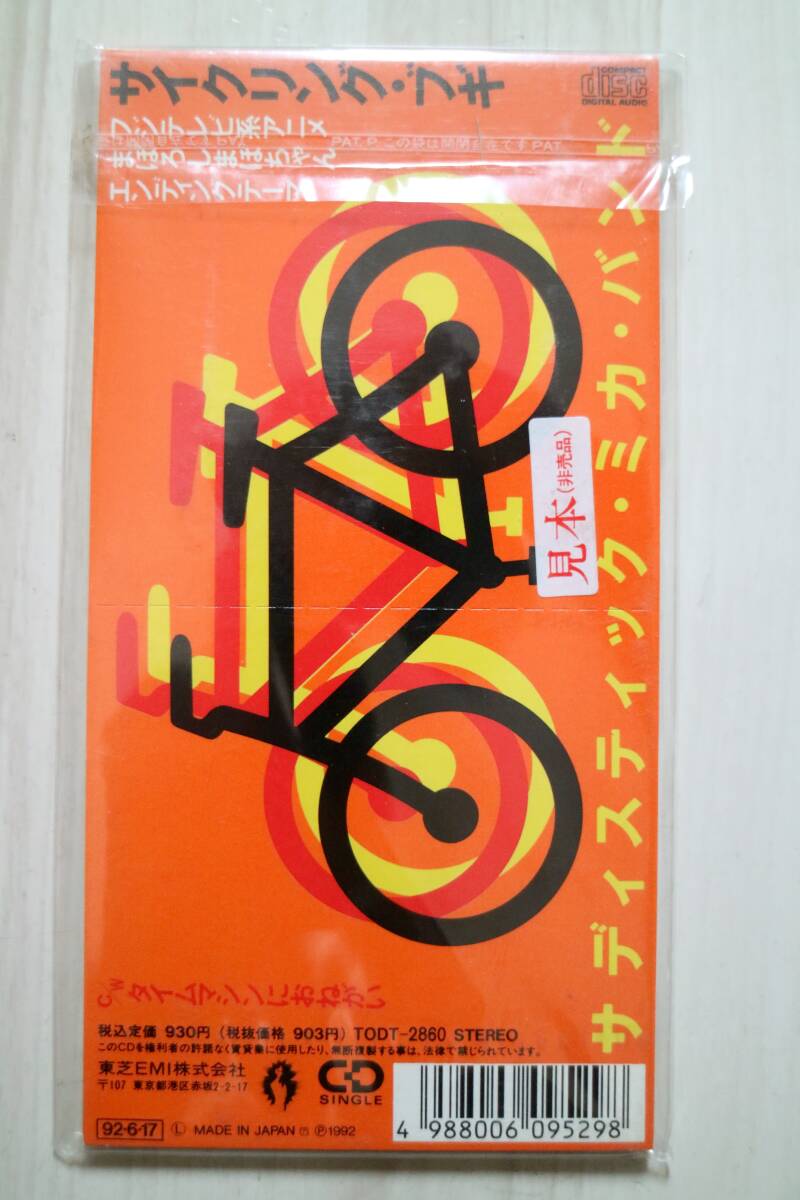 サイクリング・ブギ
COMPACT
disc
DIGITAL AUDIO
フジテレビ系アニメ
まぼろしまぼちゃん
エンディングテーマ
サディスティック・ミカ・バンド
見本(非売品)
C/W タイムマシンにおねがい
税込定価 930円 (税抜価格 903円) TODT-2860 STEREO
このCDを権利者の許諾なく賃貸業に使用したり、無断複製する事は、法律で禁じられています。
東芝EMI株式会社
〒107 東京都港区赤坂2-2-17
CD
SINGLE
92・6・17 Ⓛ MADE IN JAPAN ⓅⓅ1992
4 988006 095298